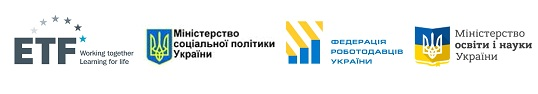 ETF
Working together
Learning for life
Міністерство
соціальної політики
України
ФЕДЕРАЦІЯ
РОБОТОДАВЦІВ
УКРАЇНИ
Міністерство
освіти і науки
України